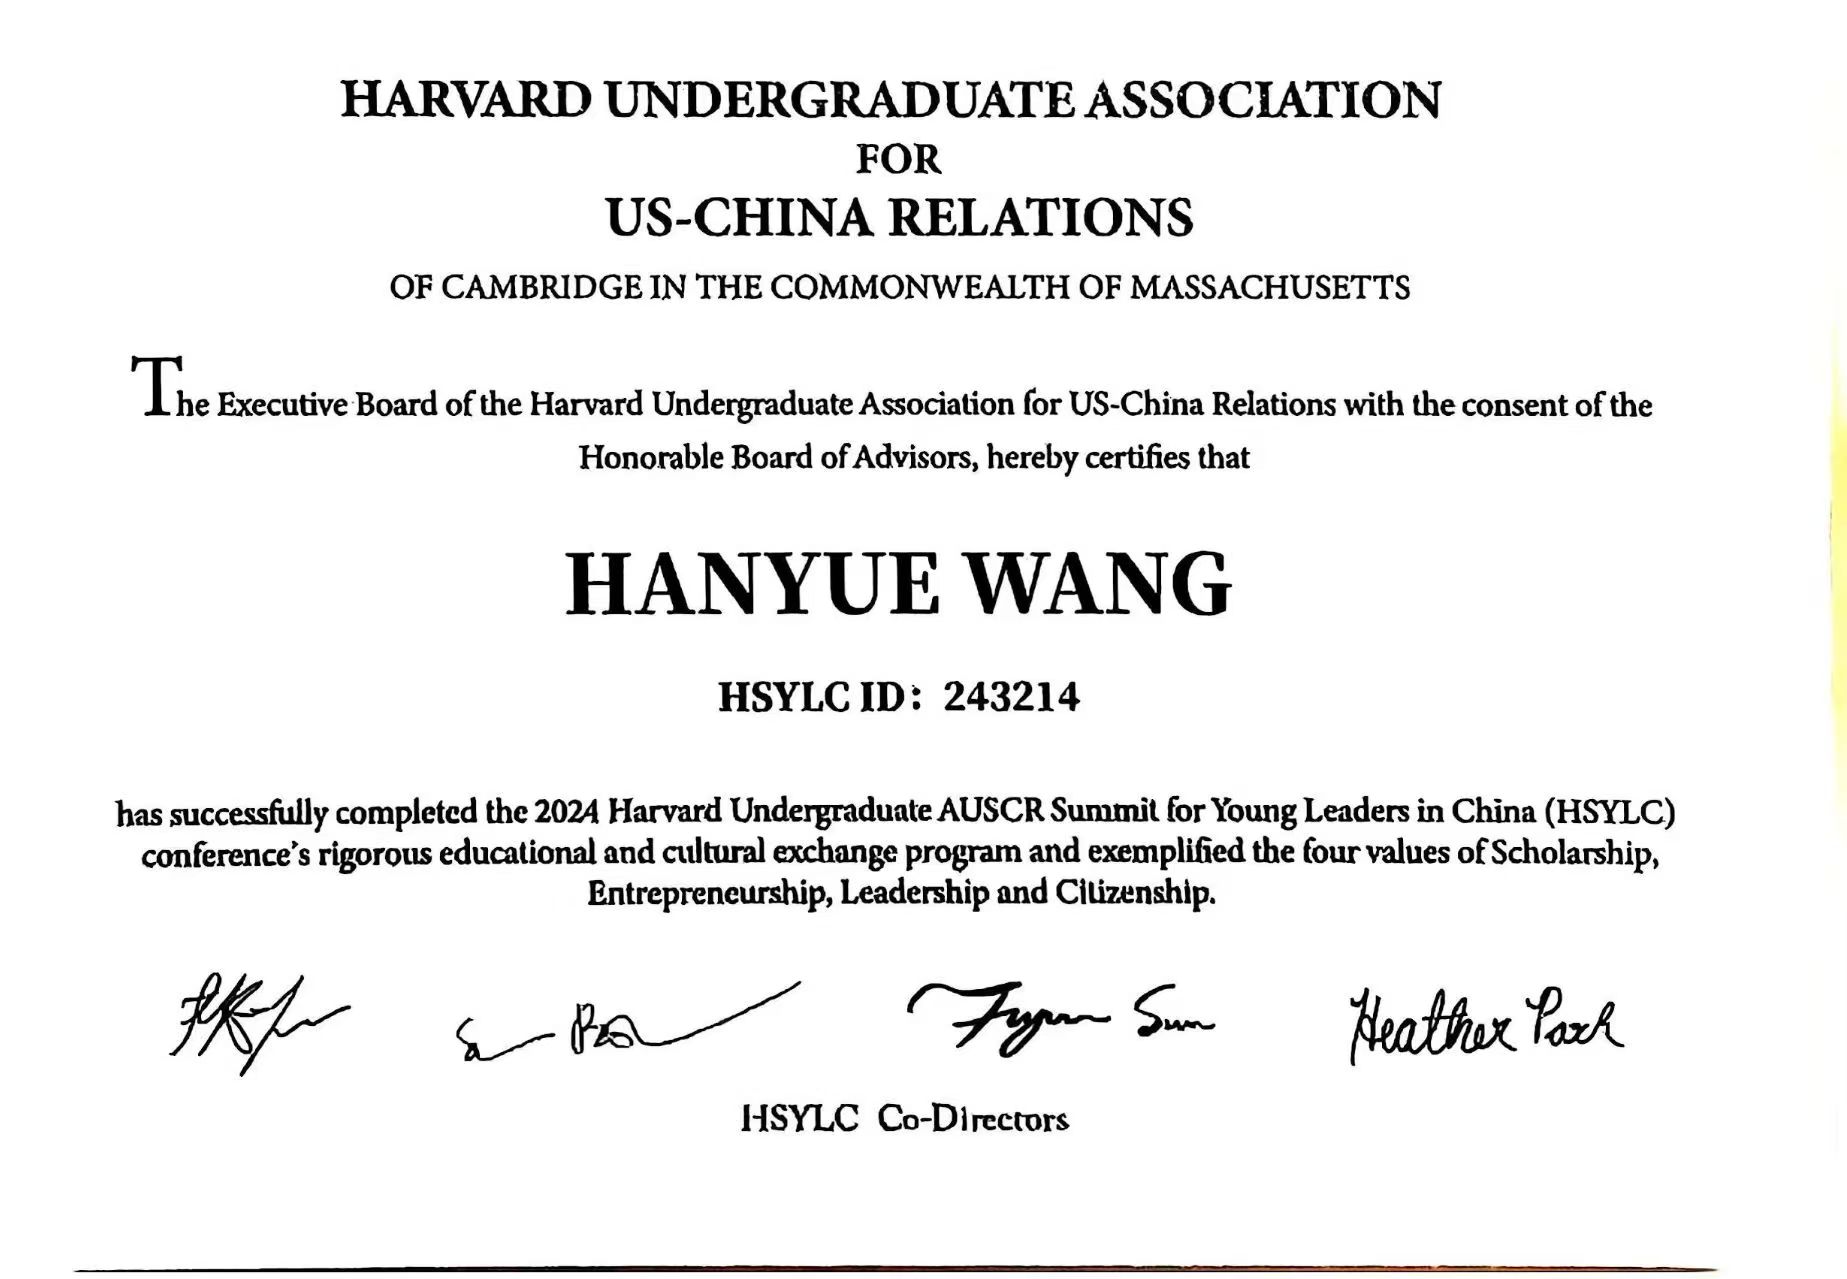 HARVARD UNDERGRADUATE ASSOCIATION
FOR
US-CHINA RELATIONS
OF CAMBRIDGE IN THE COMMONWEALTH OF MASSACHUSETTS
The Executive Board of the Harvard Undergraduate Association for US-China Relations with the consent of the
Honorable Board of Advisors, hereby certifies that
HANYUE WANG
HSYLC ID: 243214
has successfully completed the 2024 Harvard Undergraduate AUSCR Summit for Young Leaders in China (HSYLC)
conference's rigorous educational and cultural exchange program and exemplified the four values of Scholarship,
Entrepreneurship, Leadership and Citizenship.
Sun Heather Park
HSYLC Co-Directors